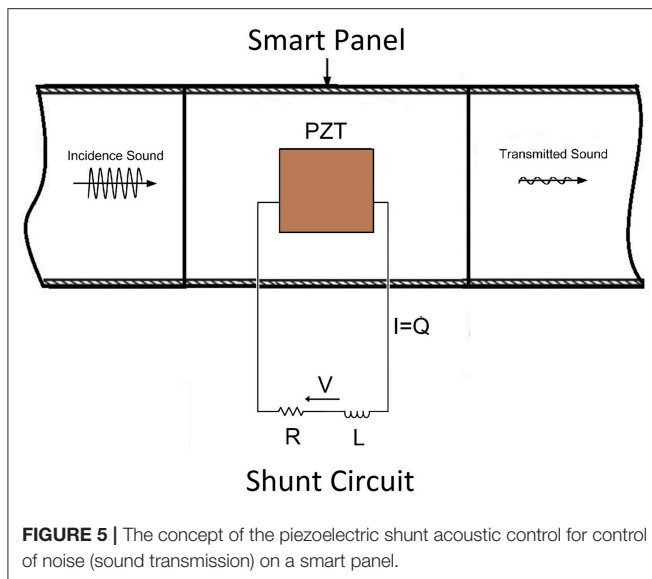 Smart Panel
PZT
Incidence Sound
Transmitted Sound
I=Q̇
V
R
L
Shunt Circuit
FIGURE 5 | The concept of the piezoelectric shunt acoustic control for control
of noise (sound transmission) on a smart panel.